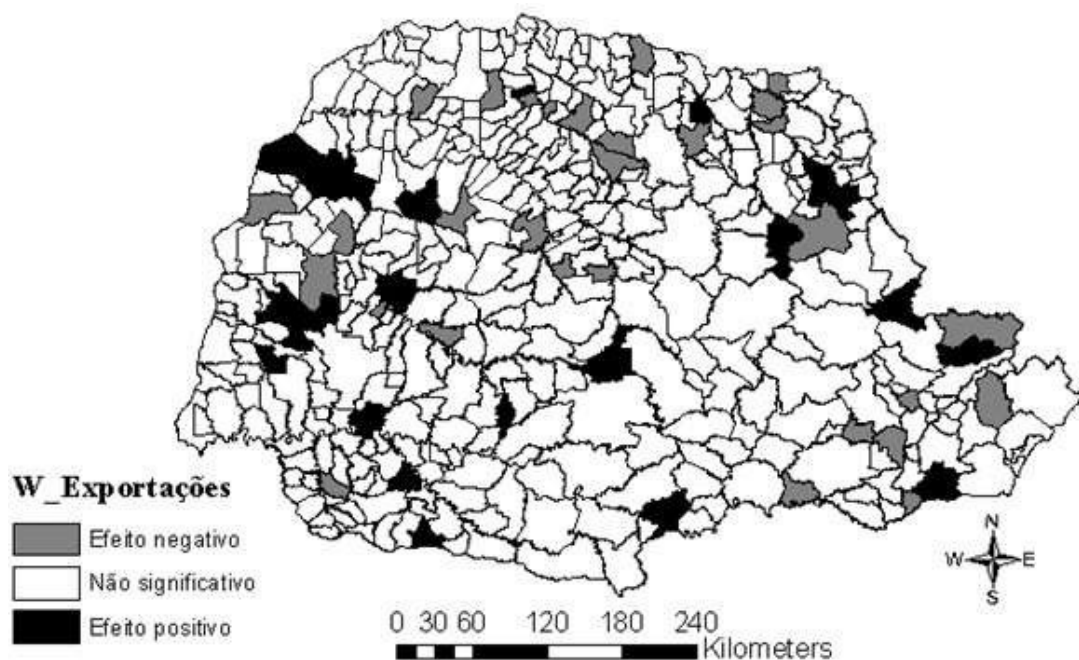 W_Exportações
Efeito negativo
Não significativo
Efeito positivo
N
W E
S
0 30 60 120 180 240
Kilometers